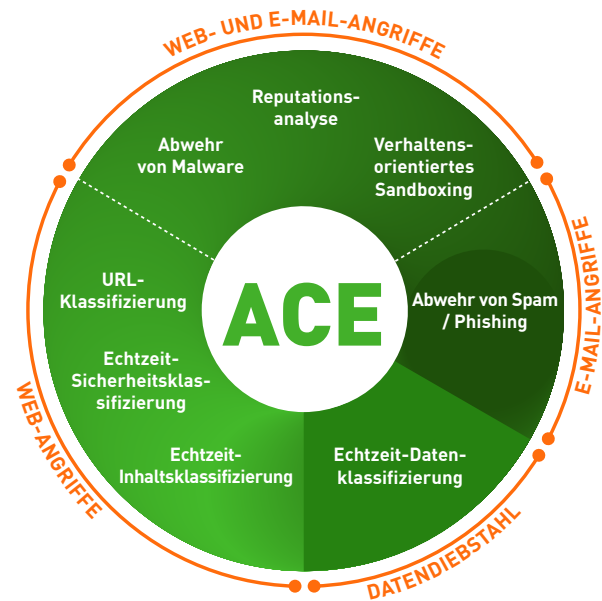 WEB- UND E-MAIL-ANGRIFFE
Reputations-
analyse
Abwehr
von Malware
Verhaltens-
orientiertes
Sandboxing
URL-
Klassifizierung
ACE
Abwehr von Spam
/ Phishing
E-MAIL-ANGRIFFE
Echtzeit-
Sicherheitsklas-
sifizierung
WEB-ANGRIFFE
Echtzeit-
Inhaltsklassifizierung
Echtzeit-Daten-
klassifizierung
DATENDIEBSTAHL